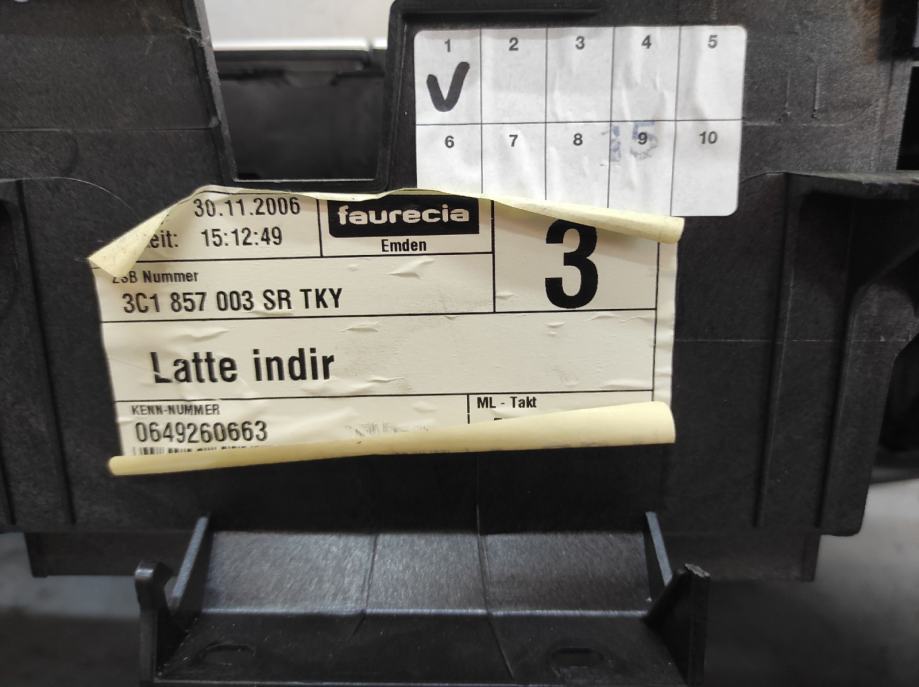 1 2 3 4 5
V
6 7 8 9 10
30.11.2006
faurecia
eit: 15:12:49
Emden
3
Nummer
3C1 857 003 SR TKY
Latte indir
KENN-NUMMER
ML - Takt
0649260663